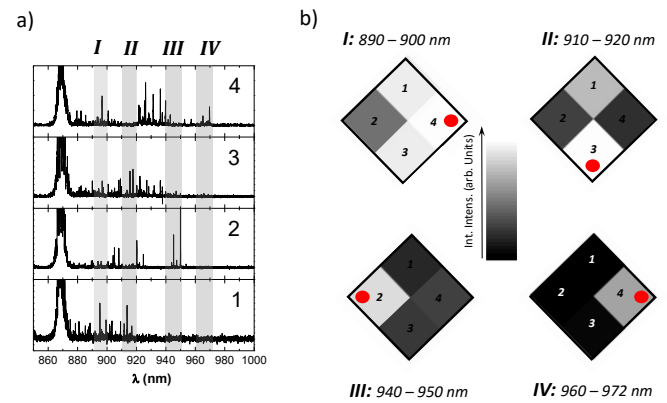 a)
I II III IV
4
3
2
1
860 880 900 920 940 960 980 1000
λ (nm)
b)
I: 890 – 900 nm
1
2
4
3
II: 910 – 920 nm
1
2
4
3
Int. Intens. (arb. Units)
1
2
4
3
III: 940 – 950 nm
1
2
4
3
IV: 960 – 972 nm